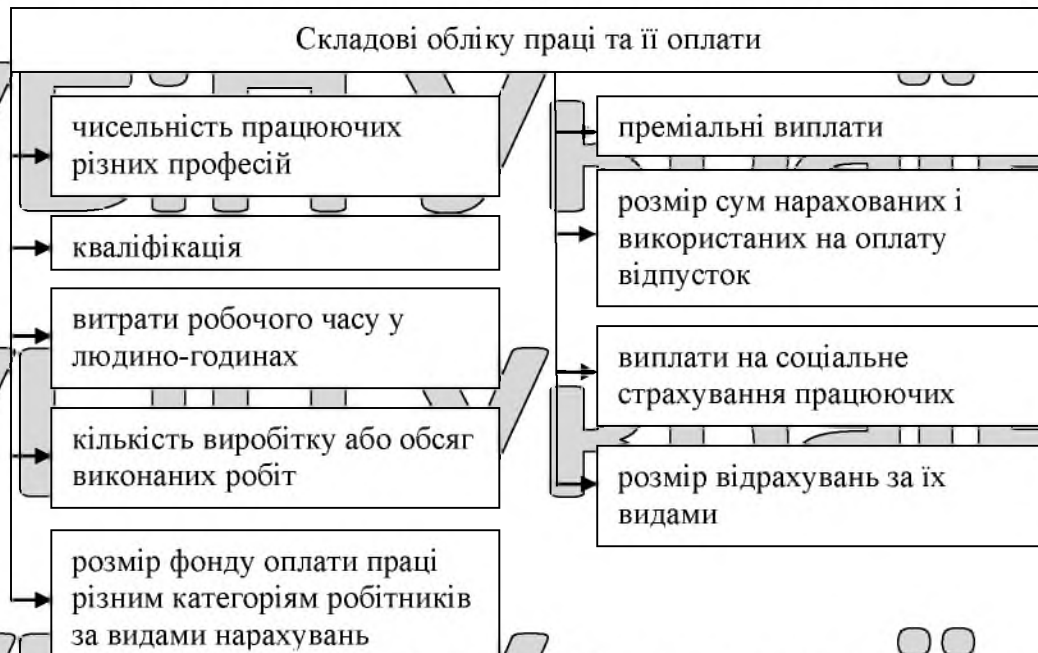 Складові обліку праці та її оплати
чисельність працюючих
різних професій
кваліфікація
витрати робочого часу у
людино-годинах
кількість виробітку або обсяг
виконаних робіт
розмір фонду оплати праці
різним категоріям робітників
за видами нарахувань
преміальні виплати
розмір сум нарахованих і
використаних на оплату
відпусток
виплати на соціальне
страхування працюючих
розмір відрахувань за їх
видами